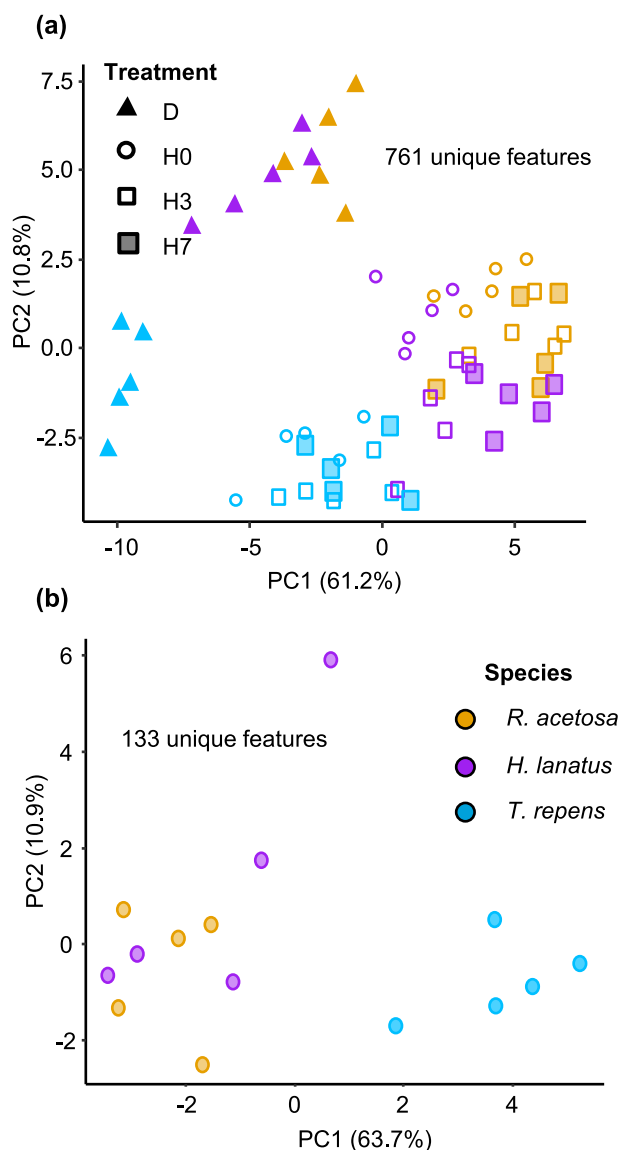 (a)
Treatment
D
H0
H3
H7
761 unique features
7.5
5.0
2.5
0.0
-2.5
PC2 (10.8%)
-10
-5
0
5
PC1 (61.2%)
(b)
Species
R. acetosa
H. lanatus
T. repens
133 unique features
6
4
2
0
-2
PC2 (10.9%)
-2
0
2
4
PC1 (63.7%)